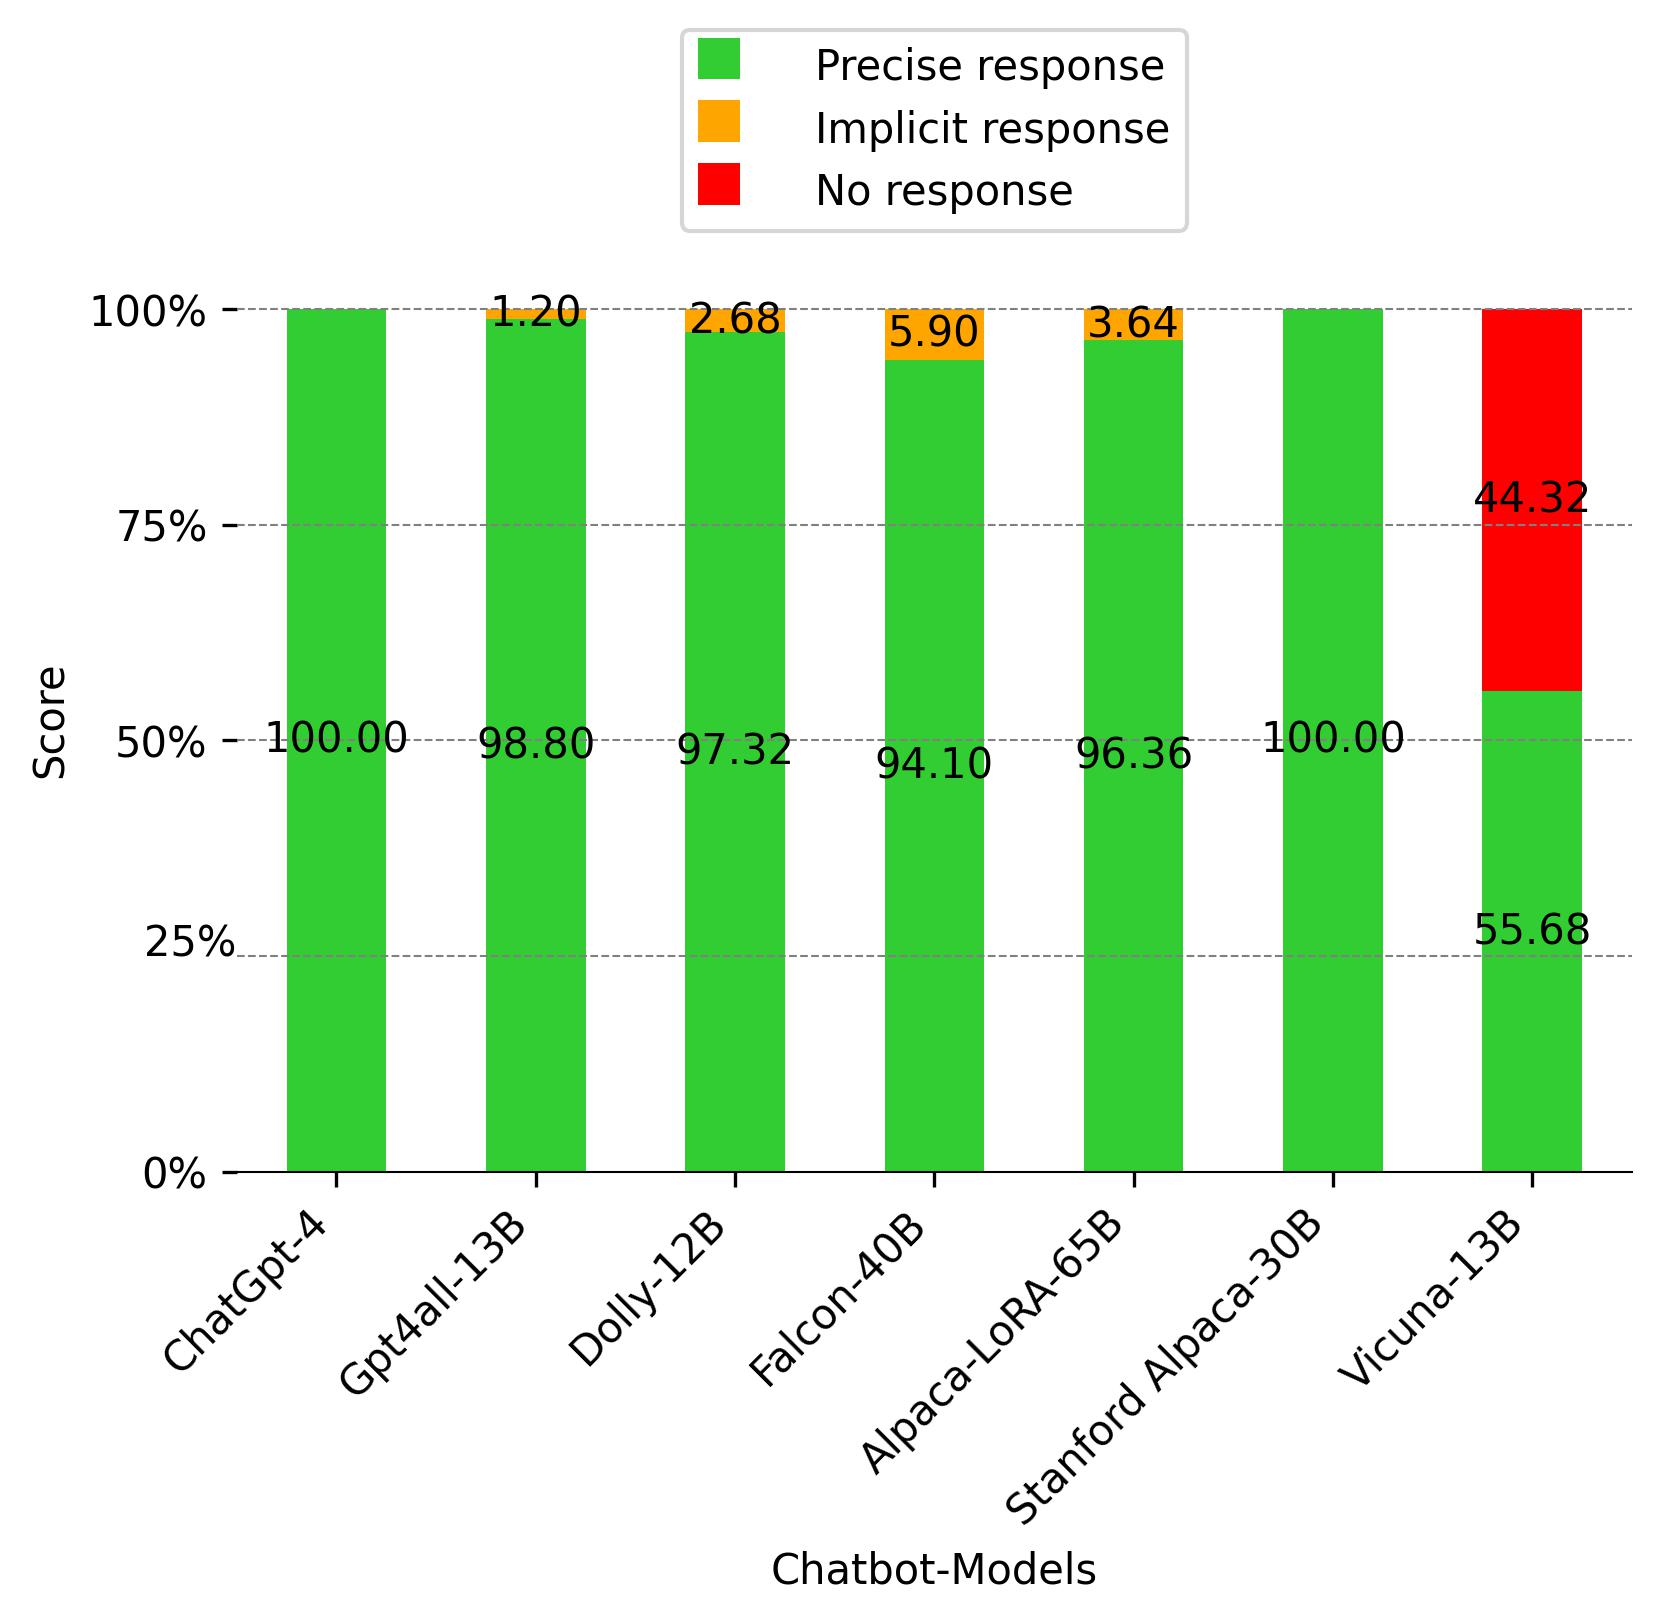 Precise response
Implicit response
No response
100%
75%
50%
25%
0%
Score
1.20
2.68
5.90
3.64
44.32
100.00
98.80
97.32
94.10
96.36
100.00
55.68
ChatGpt-4
Gpt4all-13B
Dolly-12B
Falcon-40B
Alpaca-LoRA-65B
Stanford Alpaca-30B
Vicuna-13B
Chatbot-Models